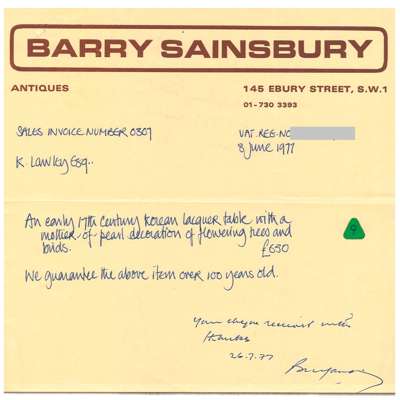 BARRY SAINSBURY
ANTIQUES
145 EBURY STREET, S.W.1
01-730 3393
SALES INVOICE NUMBER 0307
VAT. REG. NO
8 June 1977
K. Lawley Esq.
An early 17th Century Korean lacquer table with a
mother-of-pearl decoration of flowering trees and
birds. £650
We guarantee the above item over 100 years old.
Your cheque received with
thanks
26.7.77